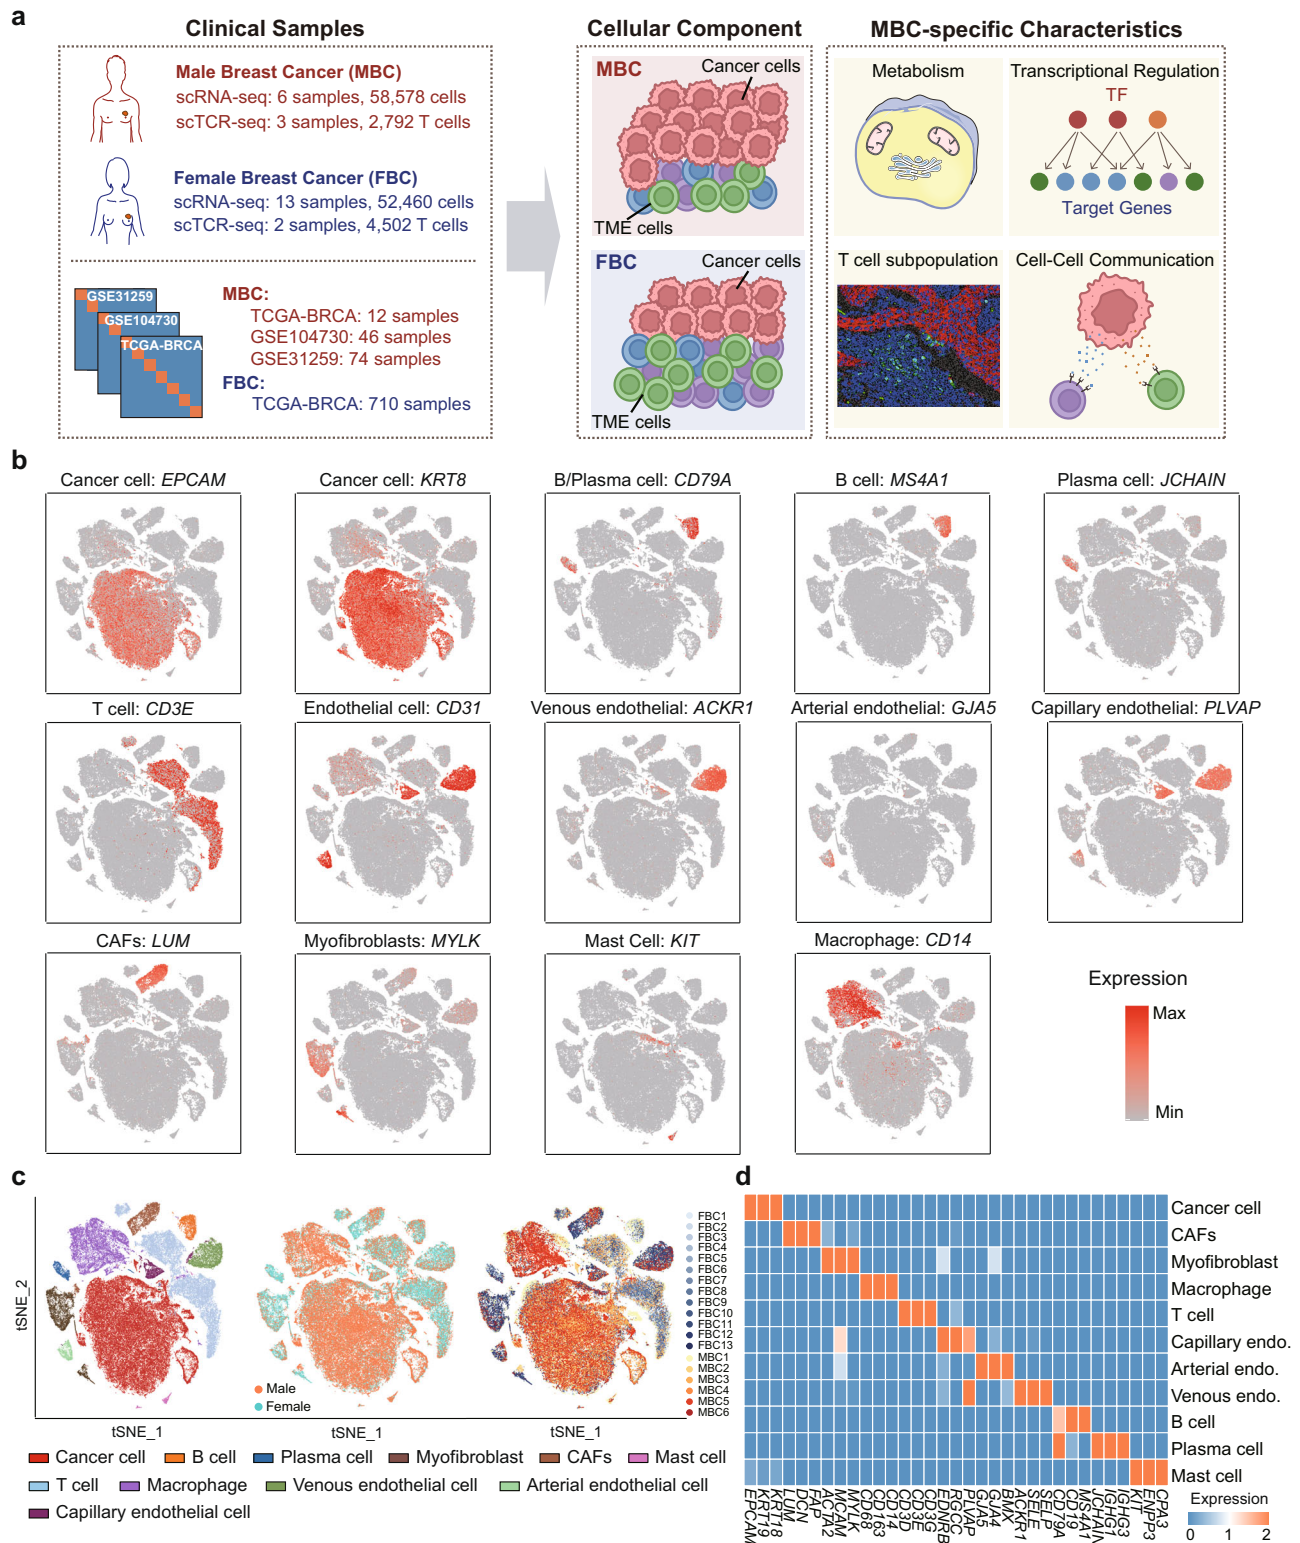 a
Clinical Samples
Cellular Component
MBC-specific Characteristics
Male Breast Cancer (MBC)
scRNA-seq: 6 samples, 58,578 cells
scTCR-seq: 3 samples, 2,792 T cells
Female Breast Cancer (FBC)
scRNA-seq: 13 samples, 52,460 cells
scTCR-seq: 2 samples, 4,502 T cells
GSE31259
GSE104730
TCGA-BRCA
MBC:
TCGA-BRCA: 12 samples
GSE104730: 46 samples
GSE31259: 74 samples
FBC:
TCGA-BRCA: 710 samples
MBC
Cancer cells
TME cells
FBC
Cancer cells
TME cells
Metabolism
Transcriptional Regulation
TF
Target Genes
T cell subpopulation
Cell-Cell Communication
b
Cancer cell: EPCAM
Cancer cell: KRT8
B/Plasma cell: CD79A
B cell: MS4A1
Plasma cell: JCHAIN
T cell: CD3E
Endothelial cell: CD31
Venous endothelial: ACKR1
Arterial endothelial: GJA5
Capillary endothelial: PLVAP
CAFs: LUM
Myofibroblasts: MYLK
Mast Cell: KIT
Macrophage: CD14
Expression
Max
Min
c
tSNE_2
tSNE_1
tSNE_1
tSNE_1
Male
Female
FBC1
FBC2
FBC3
FBC4
FBC5
FBC6
FBC7
FBC8
FBC9
FBC10
FBC11
FBC12
FBC13
MBC1
MBC2
MBC3
MBC4
MBC5
MBC6
Cancer cell
B cell
Plasma cell
Myofibroblast
CAFs
Mast cell
T cell
Macrophage
Venous endothelial cell
Arterial endothelial cell
Capillary endothelial cell
d
Cancer cell
CAFs
Myofibroblast
Macrophage
T cell
Capillary endo.
Arterial endo.
Venous endo.
B cell
Plasma cell
Mast cell
EPCAM
KRT19
KRT18
LUM
DCN
FAP
ACTA2
MCAM
MYLK
CD68
CD163
CD14
CD3D
CD3E
CD3G
EDNRB
RGCC
PLVAP
GJA5
GJA4
BMX
ACKR1
SELE
SELP
CD79A
CD19
MS4A1
JCHAIN
IGHG1
IGHG3
KIT
ENPP3
CPA3
Expression
0 1 2